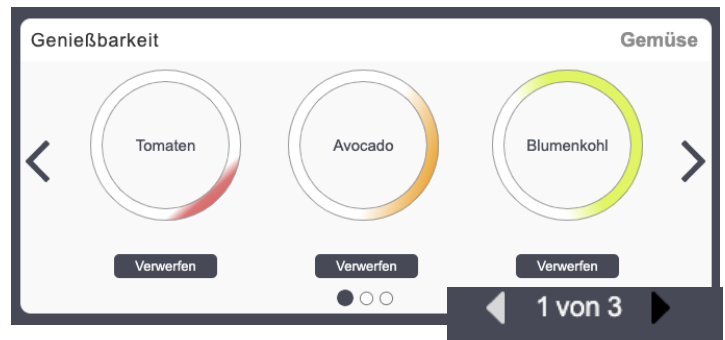 Genießbarkeit Gemüse
Tomaten Avocado Blumenkohl
Verwerfen Verwerfen Verwerfen
1 von 3